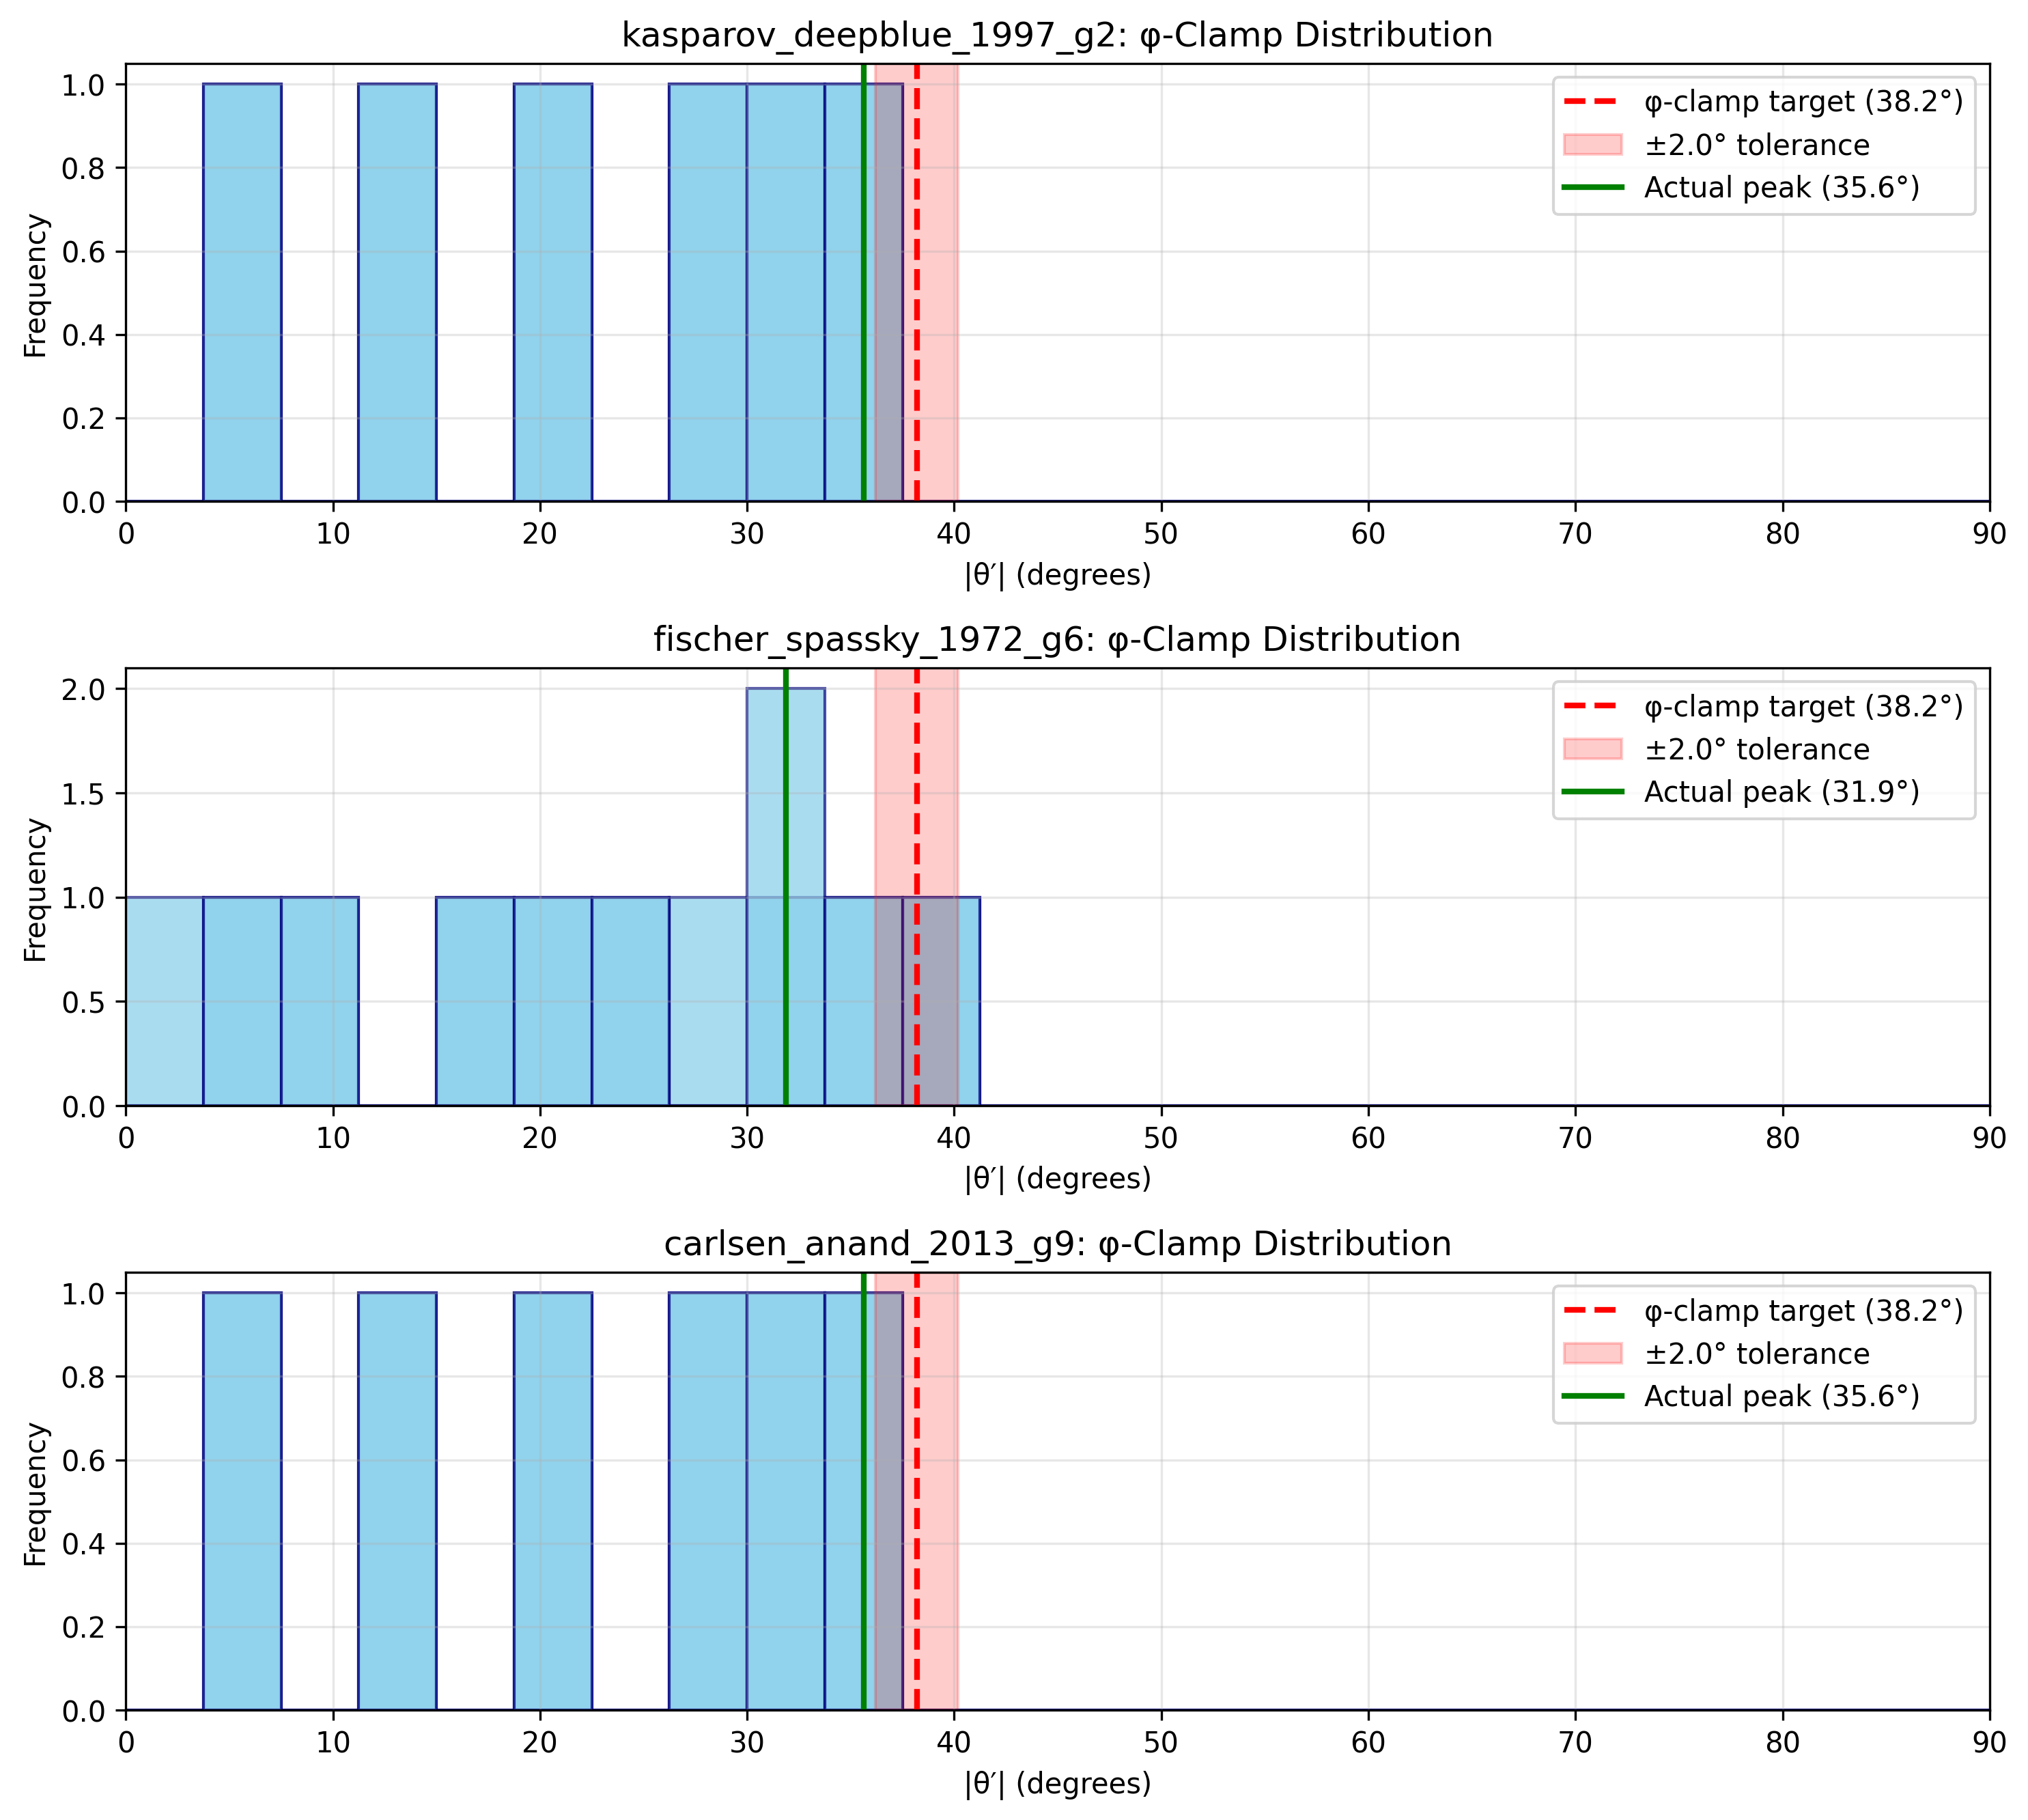 kasparov_deepblue_1997_g2: φ-Clamp Distribution
φ-clamp target (38.2°)
±2.0° tolerance
Actual peak (35.6°)
Frequency
1.0
0.8
0.6
0.4
0.2
0.0
0 10 20 30 40 50 60 70 80 90
|θ′| (degrees)
fischer_spassky_1972_g6: φ-Clamp Distribution
φ-clamp target (38.2°)
±2.0° tolerance
Actual peak (31.9°)
Frequency
2.0
1.5
1.0
0.5
0.0
0 10 20 30 40 50 60 70 80 90
|θ′| (degrees)
carlsen_anand_2013_g9: φ-Clamp Distribution
φ-clamp target (38.2°)
±2.0° tolerance
Actual peak (35.6°)
Frequency
1.0
0.8
0.6
0.4
0.2
0.0
0 10 20 30 40 50 60 70 80 90
|θ′| (degrees)